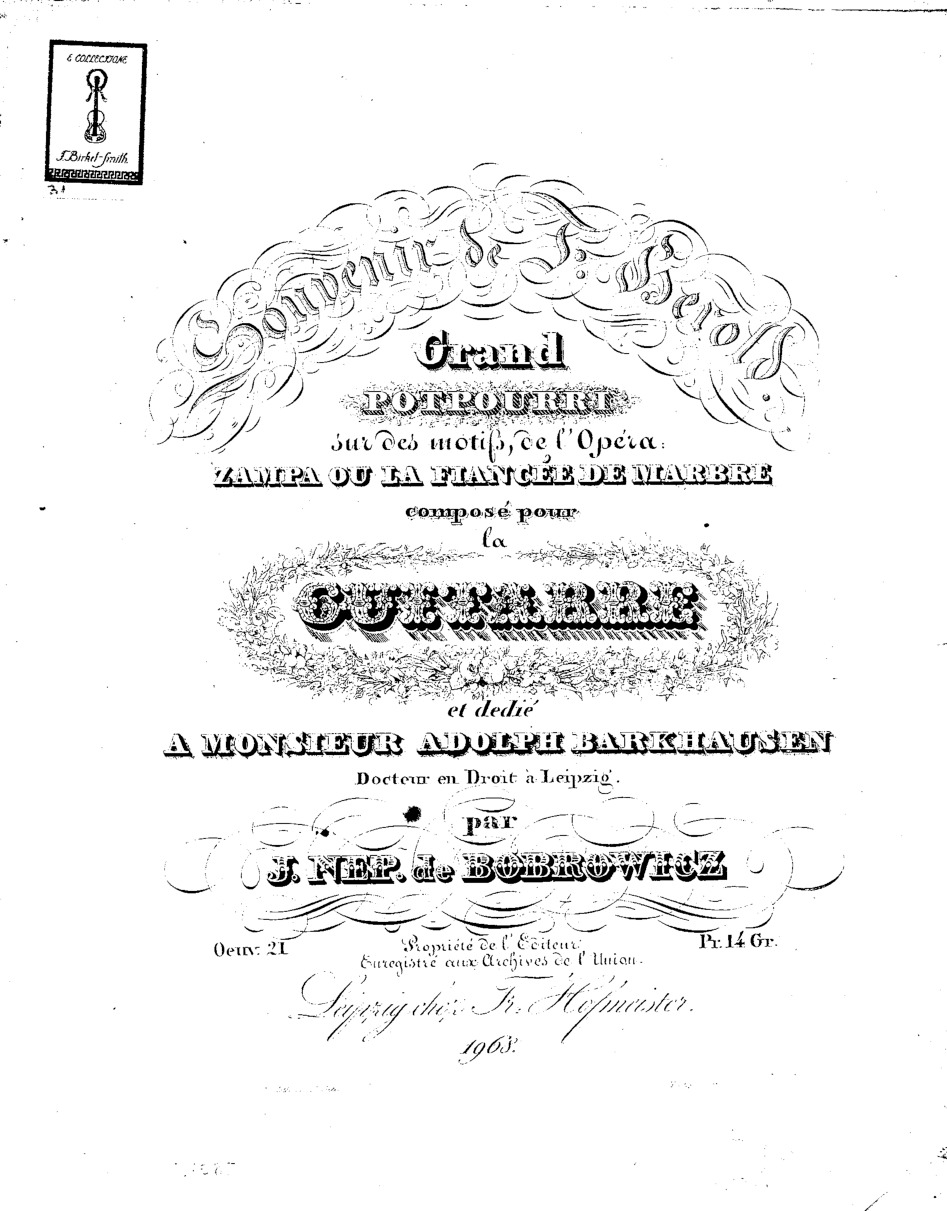 E COLLECTIONE
F. Birket-Smith.
31
Souvenir de F: Herold
Grand
POTPOURRI
sur des motifs, de l'Opéra:
ZAMPA OU LA FIANCÉE DE MARBRE
composé pour
la
GUITARRE
et dedié
A MONSIEUR ADOLPH BARKHAUSEN
Docteur en Droit à Leipzig.
par
J. NEP. de BOBROWICZ
Oeuv: 21
Propriété de l'Editeur.
Pr. 14 Gr.
Enregistré aux Archives de l'Union.
Leipzig chez Fr: Hofmeister.
1968.